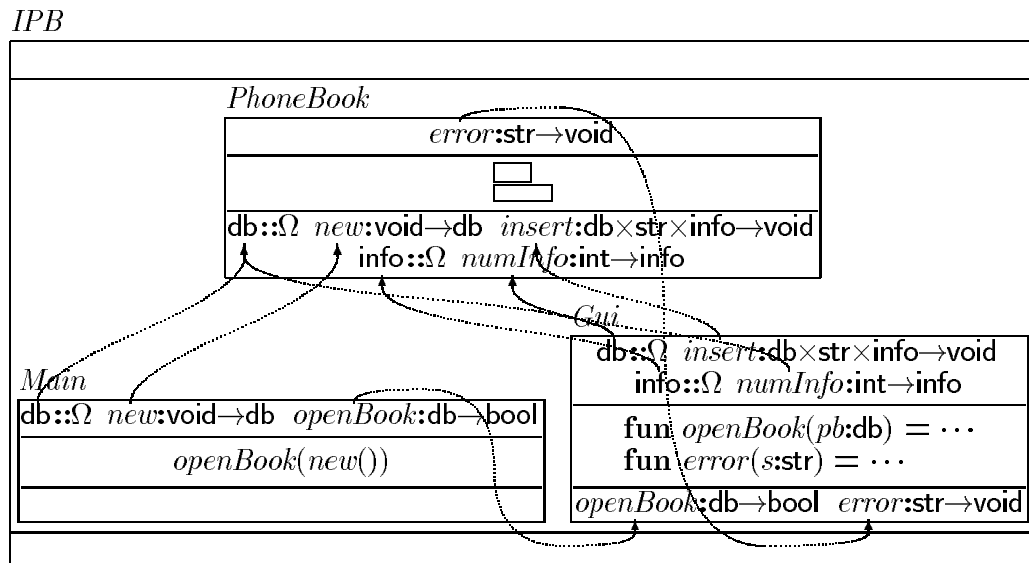 IPB
PhoneBook
error:str→void
db::Ω new:void→db insert:db×str×info→void
info::Ω numInfo:int→info
Gui
db::Ω insert:db×str×info→void
info::Ω numInfo:int→info
fun openBook(pb:db) = ⋯
fun error(s:str) = ⋯
openBook:db→bool error:str→void
Main
db::Ω new:void→db openBook:db→bool
openBook(new())